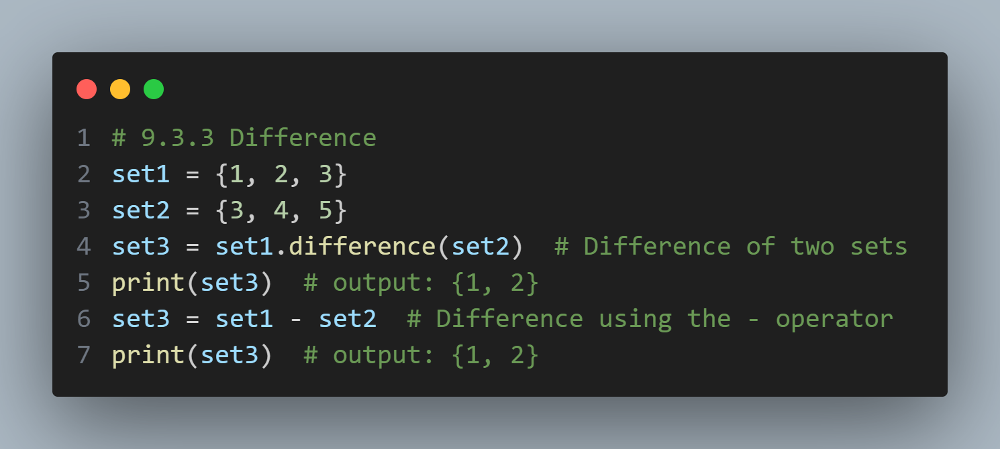 1 # 9.3.3 Difference
2 set1 = {1, 2, 3}
3 set2 = {3, 4, 5}
4 set3 = set1.difference(set2)  # Difference of two sets
5 print(set3)  # output: {1, 2}
6 set3 = set1 - set2  # Difference using the - operator
7 print(set3)  # output: {1, 2}